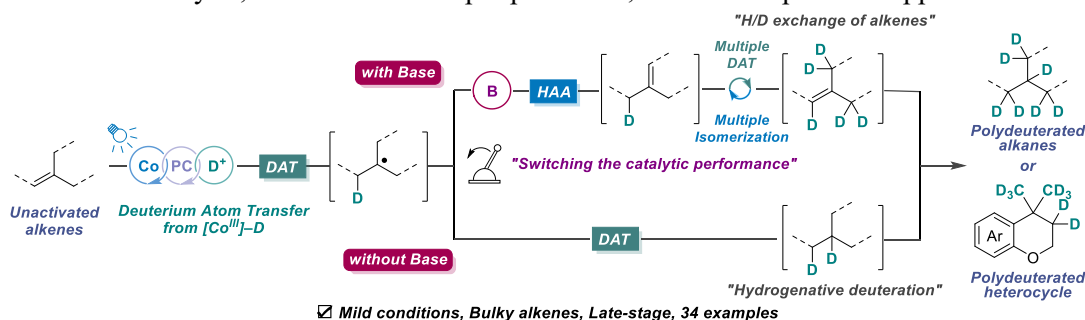 "H/D exchange of alkenes"
with Base
B
HAA
D
Multiple
DAT
Multiple
Isomerization
D
D
D
D
D
D
D
D
D D D D
Polydeuterated
alkanes
or
Unactivated
alkenes
Co PC D+
Deuterium Atom Transfer
from [CoIII]–D
DAT
D
"Switching the catalytic performance"
without Base
DAT
D
D
"Hydrogenative deuteration"
D3C CD3
D
D
Ar
O
Polydeuterated
heterocycle
Mild conditions, Bulky alkenes, Late-stage, 34 examples